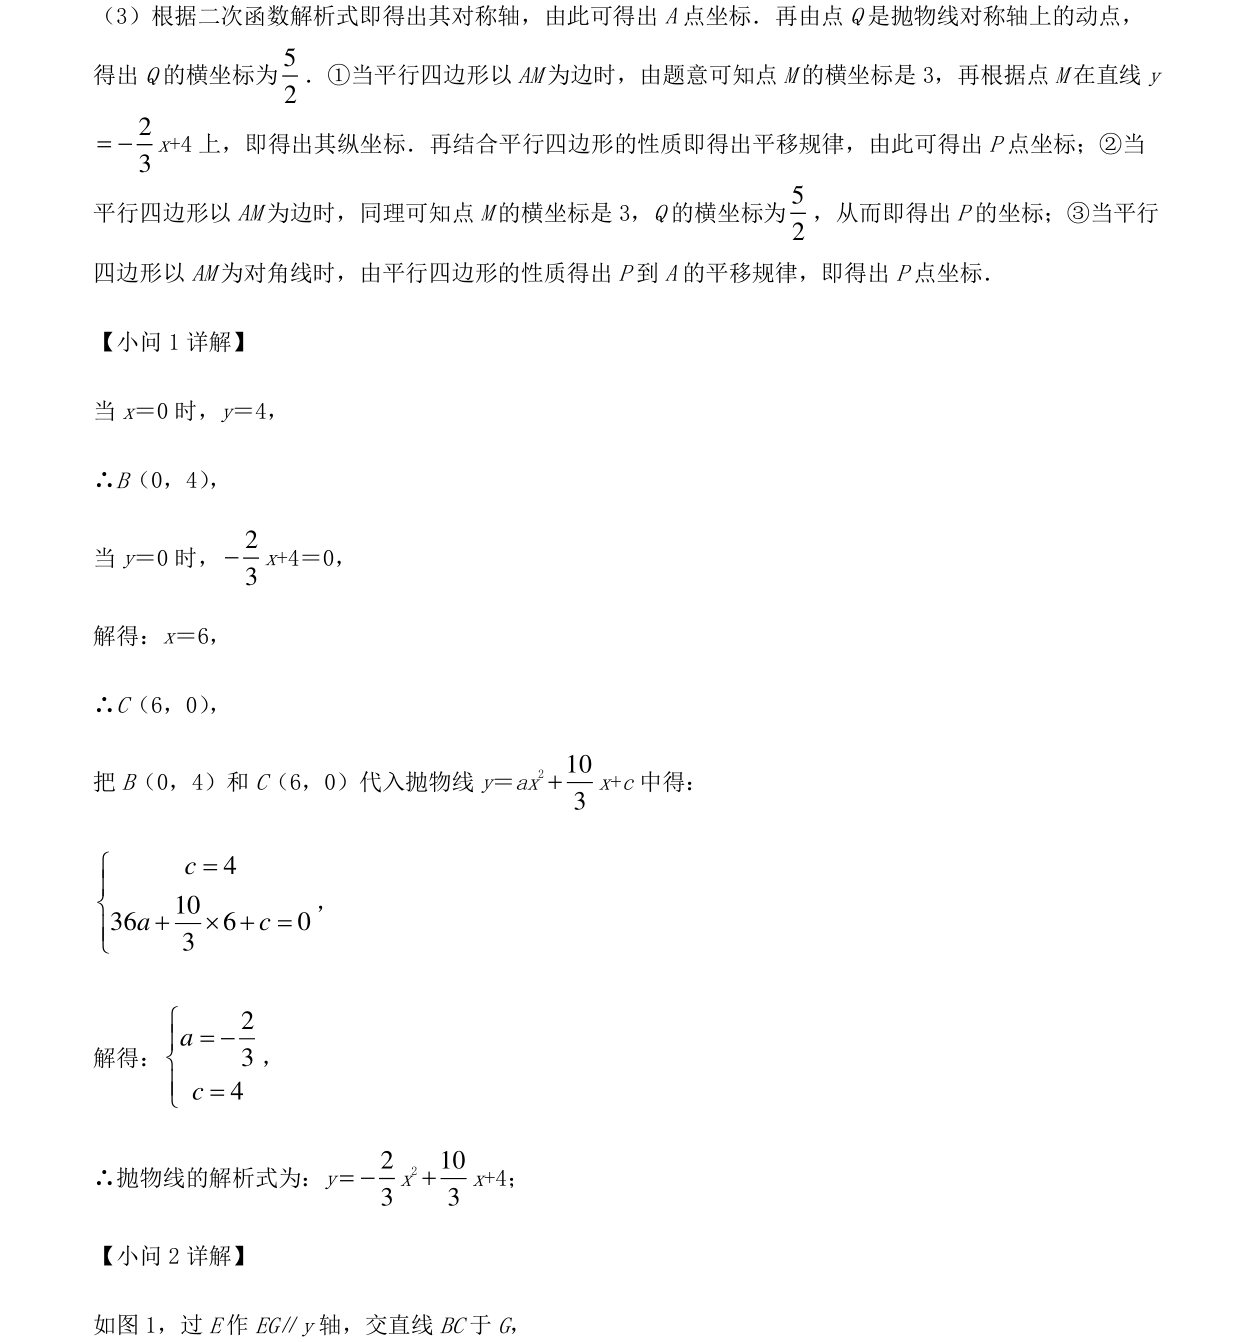 （3）根据二次函数解析式即得出其对称轴，由此可得出 A 点坐标．再由点 Q 是抛物线对称轴上的动点，
得出 Q 的横坐标为 5/2 ．①当平行四边形以 AM 为边时，由题意可知点 M 的横坐标是 3，再根据点 M 在直线 y
＝−2/3 x+4 上，即得出其纵坐标．再结合平行四边形的性质即得出平移规律，由此可得出 P 点坐标；②当
平行四边形以 AM 为边时，同理可知点 M 的横坐标是 3，Q 的横坐标为 5/2 ，从而即得出 P 的坐标；③当平行
四边形以 AM 为对角线时，由平行四边形的性质得出 P 到 A 的平移规律，即得出 P 点坐标．
【小问 1 详解】
当 x＝0 时，y＝4，
∴B（0，4），
当 y＝0 时，−2/3 x+4＝0，
解得：x＝6，
∴C（6，0），
把 B（0，4）和 C（6，0）代入抛物线 y＝ax²+10/3 x+c 中得：
{ c=4
36a+10/3×6+c=0 ，
解得：{ a=−2/3 ，
c=4
∴抛物线的解析式为：y＝−2/3 x²+10/3 x+4；
【小问 2 详解】
如图 1，过 E 作 EG∥y 轴，交直线 BC 于 G，